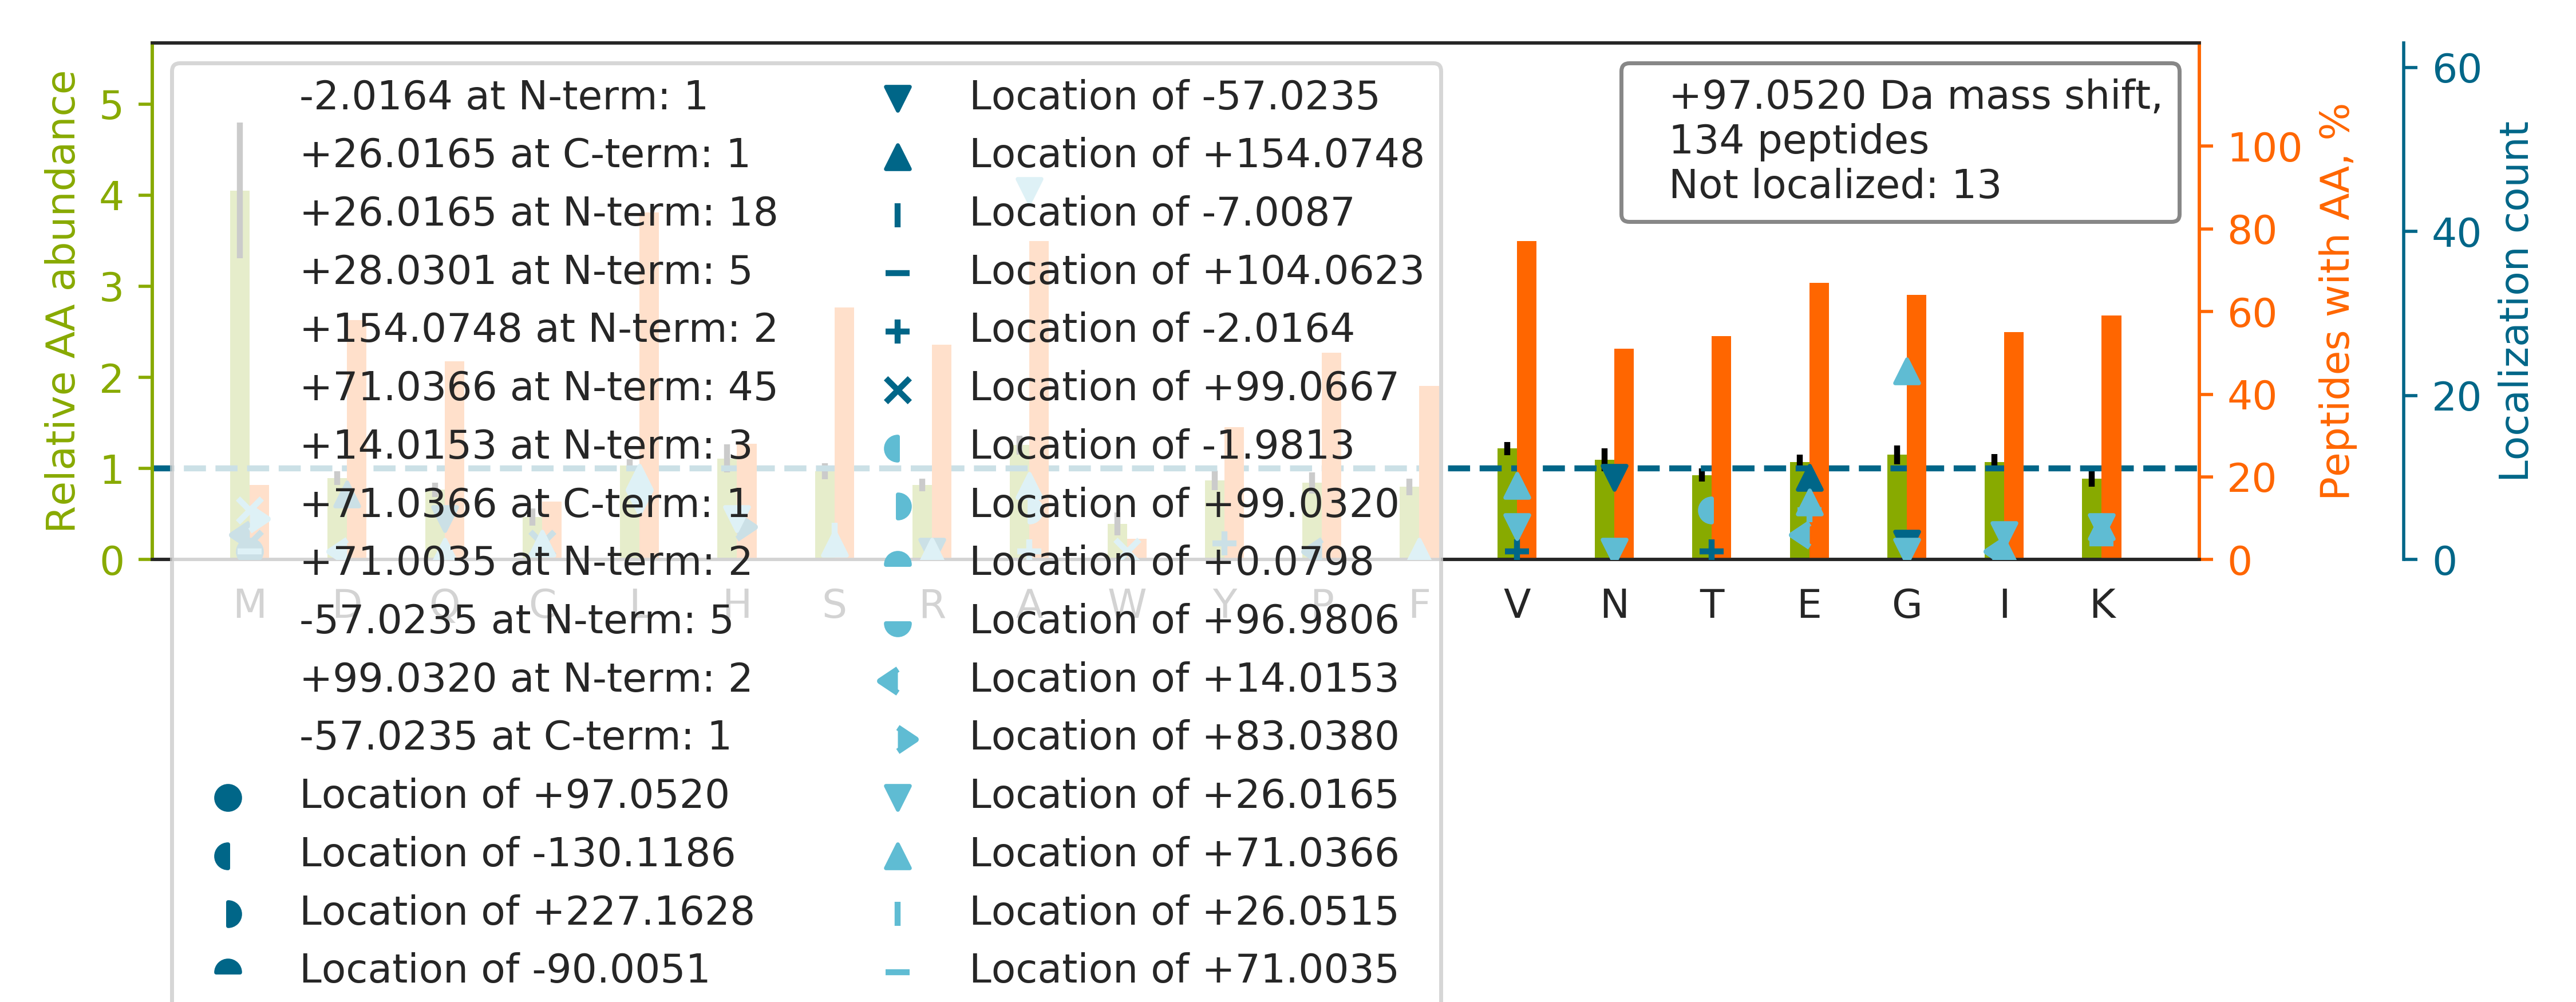 Relative AA abundance
5
4
3
2
1
0
-2.0164 at N-term: 1
+26.0165 at C-term: 1
+26.0165 at N-term: 18
+28.0301 at N-term: 5
+154.0748 at N-term: 2
+71.0366 at N-term: 45
+14.0153 at N-term: 3
+71.0366 at C-term: 1
+71.0035 at N-term: 2
-57.0235 at N-term: 5
+99.0320 at N-term: 2
-57.0235 at C-term: 1
Location of +97.0520
Location of -130.1186
Location of +227.1628
Location of -90.0051
Location of -57.0235
Location of +154.0748
Location of -7.0087
Location of +104.0623
Location of -2.0164
Location of +99.0667
Location of -1.9813
Location of +99.0320
Location of +0.0798
Location of +96.9806
Location of +14.0153
Location of +83.0380
Location of +26.0165
Location of +71.0366
Location of +26.0515
Location of +71.0035
+97.0520 Da mass shift,
134 peptides
Not localized: 13
M D Q C L H S R A W Y P F V N T E G I K
100
80
60
40
20
0
Peptides with AA, %
60
40
20
0
Localization count